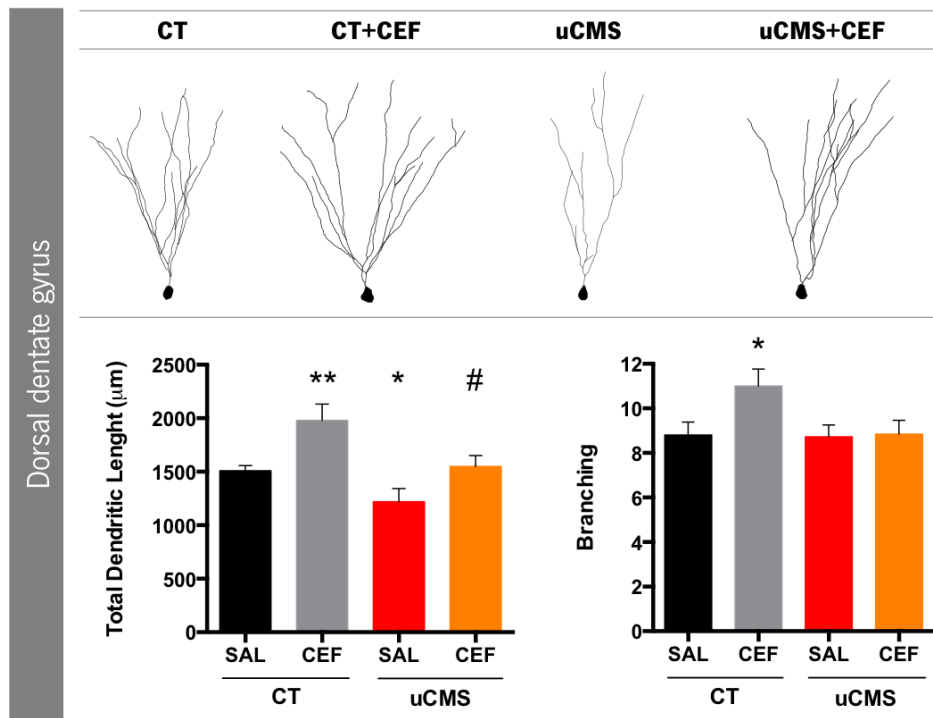 Dorsal dentate gyrus
CT CT+CEF uCMS uCMS+CEF
Total Dendritic Lenght (μm)
2500
2000
1500
1000
500
0
** * #
SAL CEF SAL CEF
CT uCMS
Branching
12
10
8
6
4
2
0
*
SAL CEF SAL CEF
CT uCMS